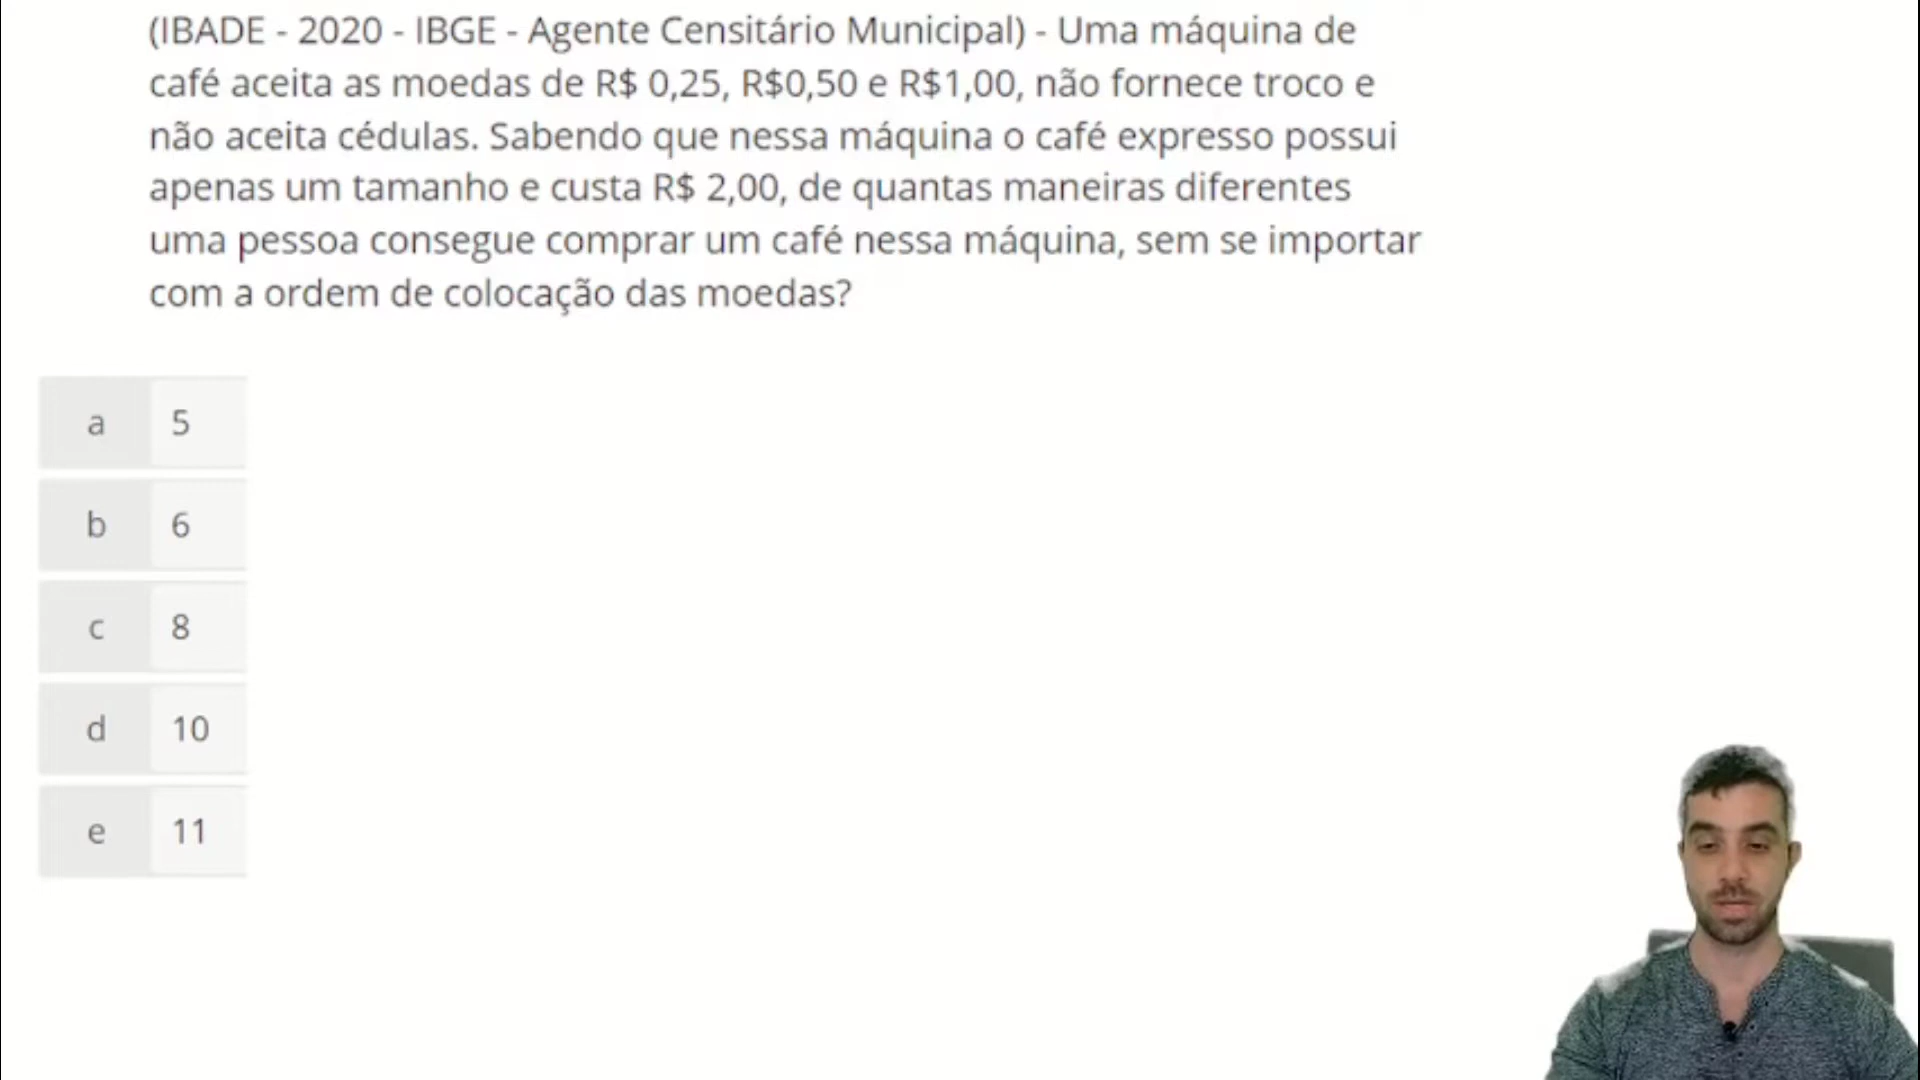 (IBADE - 2020 - IBGE - Agente Censitário Municipal) - Uma máquina de
café aceita as moedas de R$ 0,25, R$0,50 e R$1,00, não fornece troco e
não aceita cédulas. Sabendo que nessa máquina o café expresso possui
apenas um tamanho e custa R$ 2,00, de quantas maneiras diferentes
uma pessoa consegue comprar um café nessa máquina, sem se importar
com a ordem de colocação das moedas?
a 5
b 6
c 8
d 10
e 11